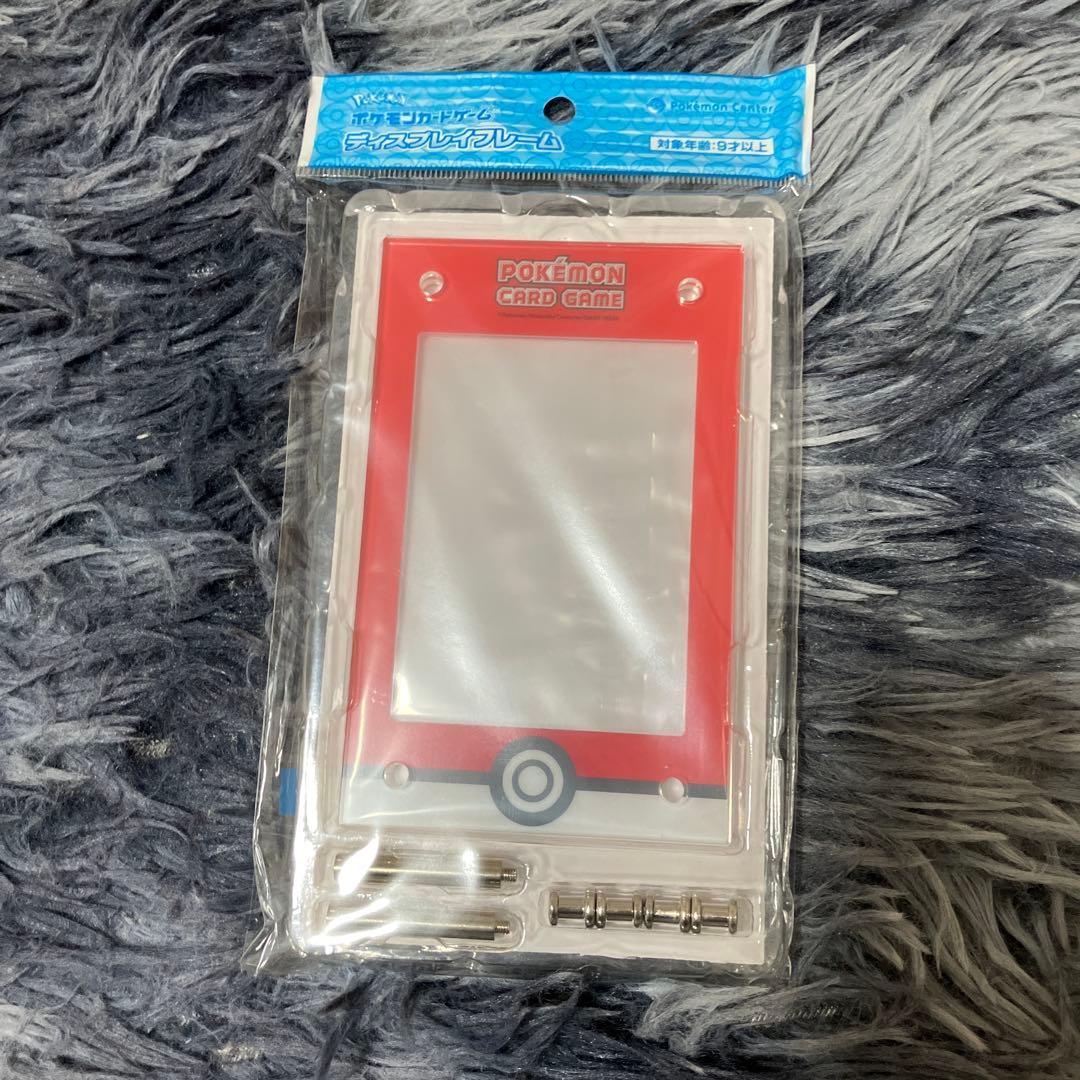 POKÉMON
ポケモンカードゲーム
ディスプレイフレーム
Pokémon Center
対象年齢:9才以上
POKÉMON
CARD GAME